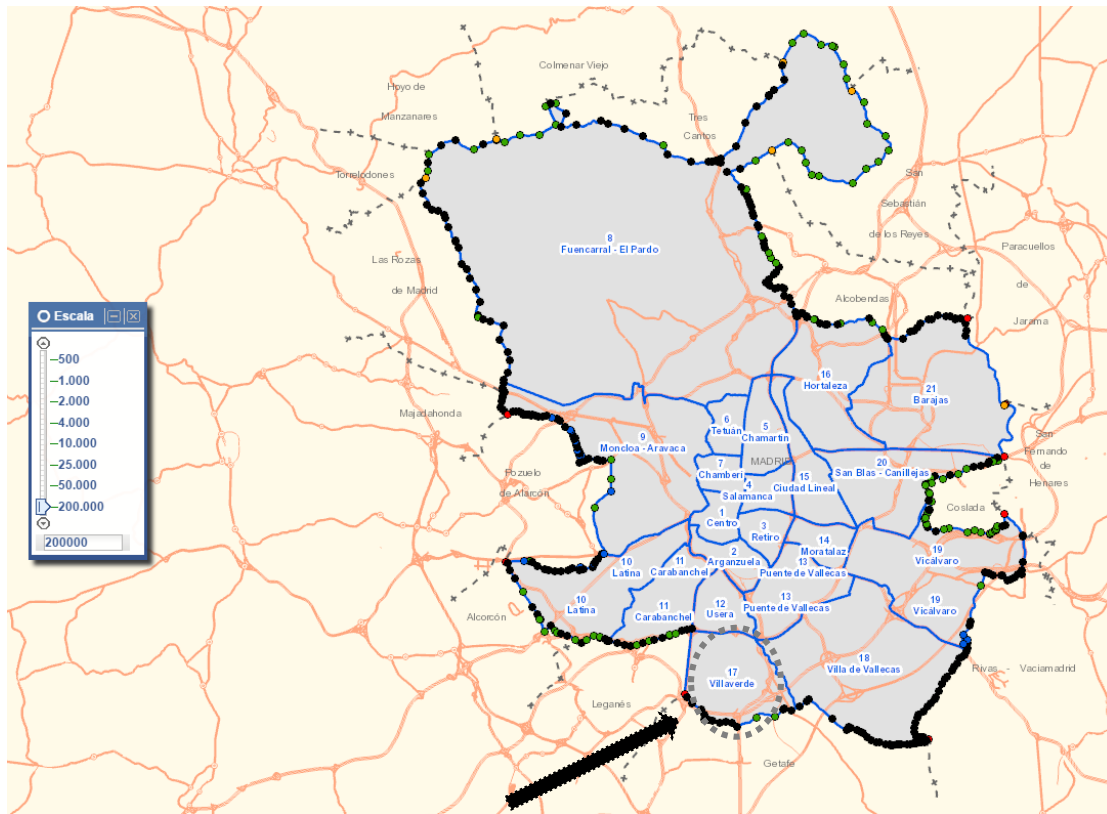 Colmenar Viejo
Hoyo de
Manzanares
Tres
Cantos
Torrelodones
San
Sebastián
de los Reyes
8
Fuencarral - El Pardo
Paracuellos
de
Jarama
Las Rozas
de Madrid
Alcobendas
Escala
500
1.000
2.000
4.000
10.000
25.000
50.000
200.000
200000
16
Hortaleza
21
Barajas
Majadahonda
6
Tetuán
5
Chamartín
9
Moncloa - Aravaca
San
Fernando
de
Henares
7
Chamberí
MADRID
20
San Blas - Canillejas
Pozuelo
de Alarcón
4
Salamanca
15
Ciudad Lineal
Coslada
1
Centro
3
Retiro
14
Moratalaz
19
Vicálvaro
10
Latina
11
Carabanchel
2
Arganzuela
13
Puente de Vallecas
10
Latina
11
Carabanchel
12
Usera
13
Puente de Vallecas
19
Vicálvaro
Alcorcón
18
Villa de Vallecas
Rivas - Vaciamadrid
17
Villaverde
Leganés
Getafe